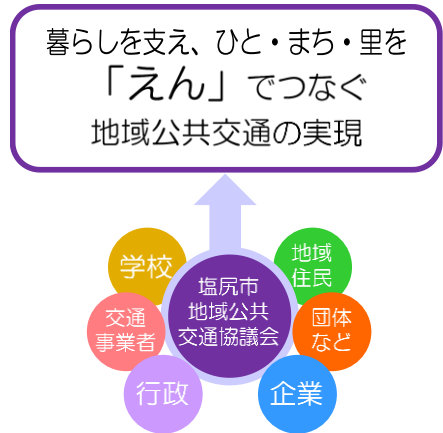 暮らしを支え、ひと・まち・里を
「えん」でつなぐ
地域公共交通の実現
学校
地域
住民
塩尻市
地域公共
交通協議会
交通
事業者
団体
など
行政
企業